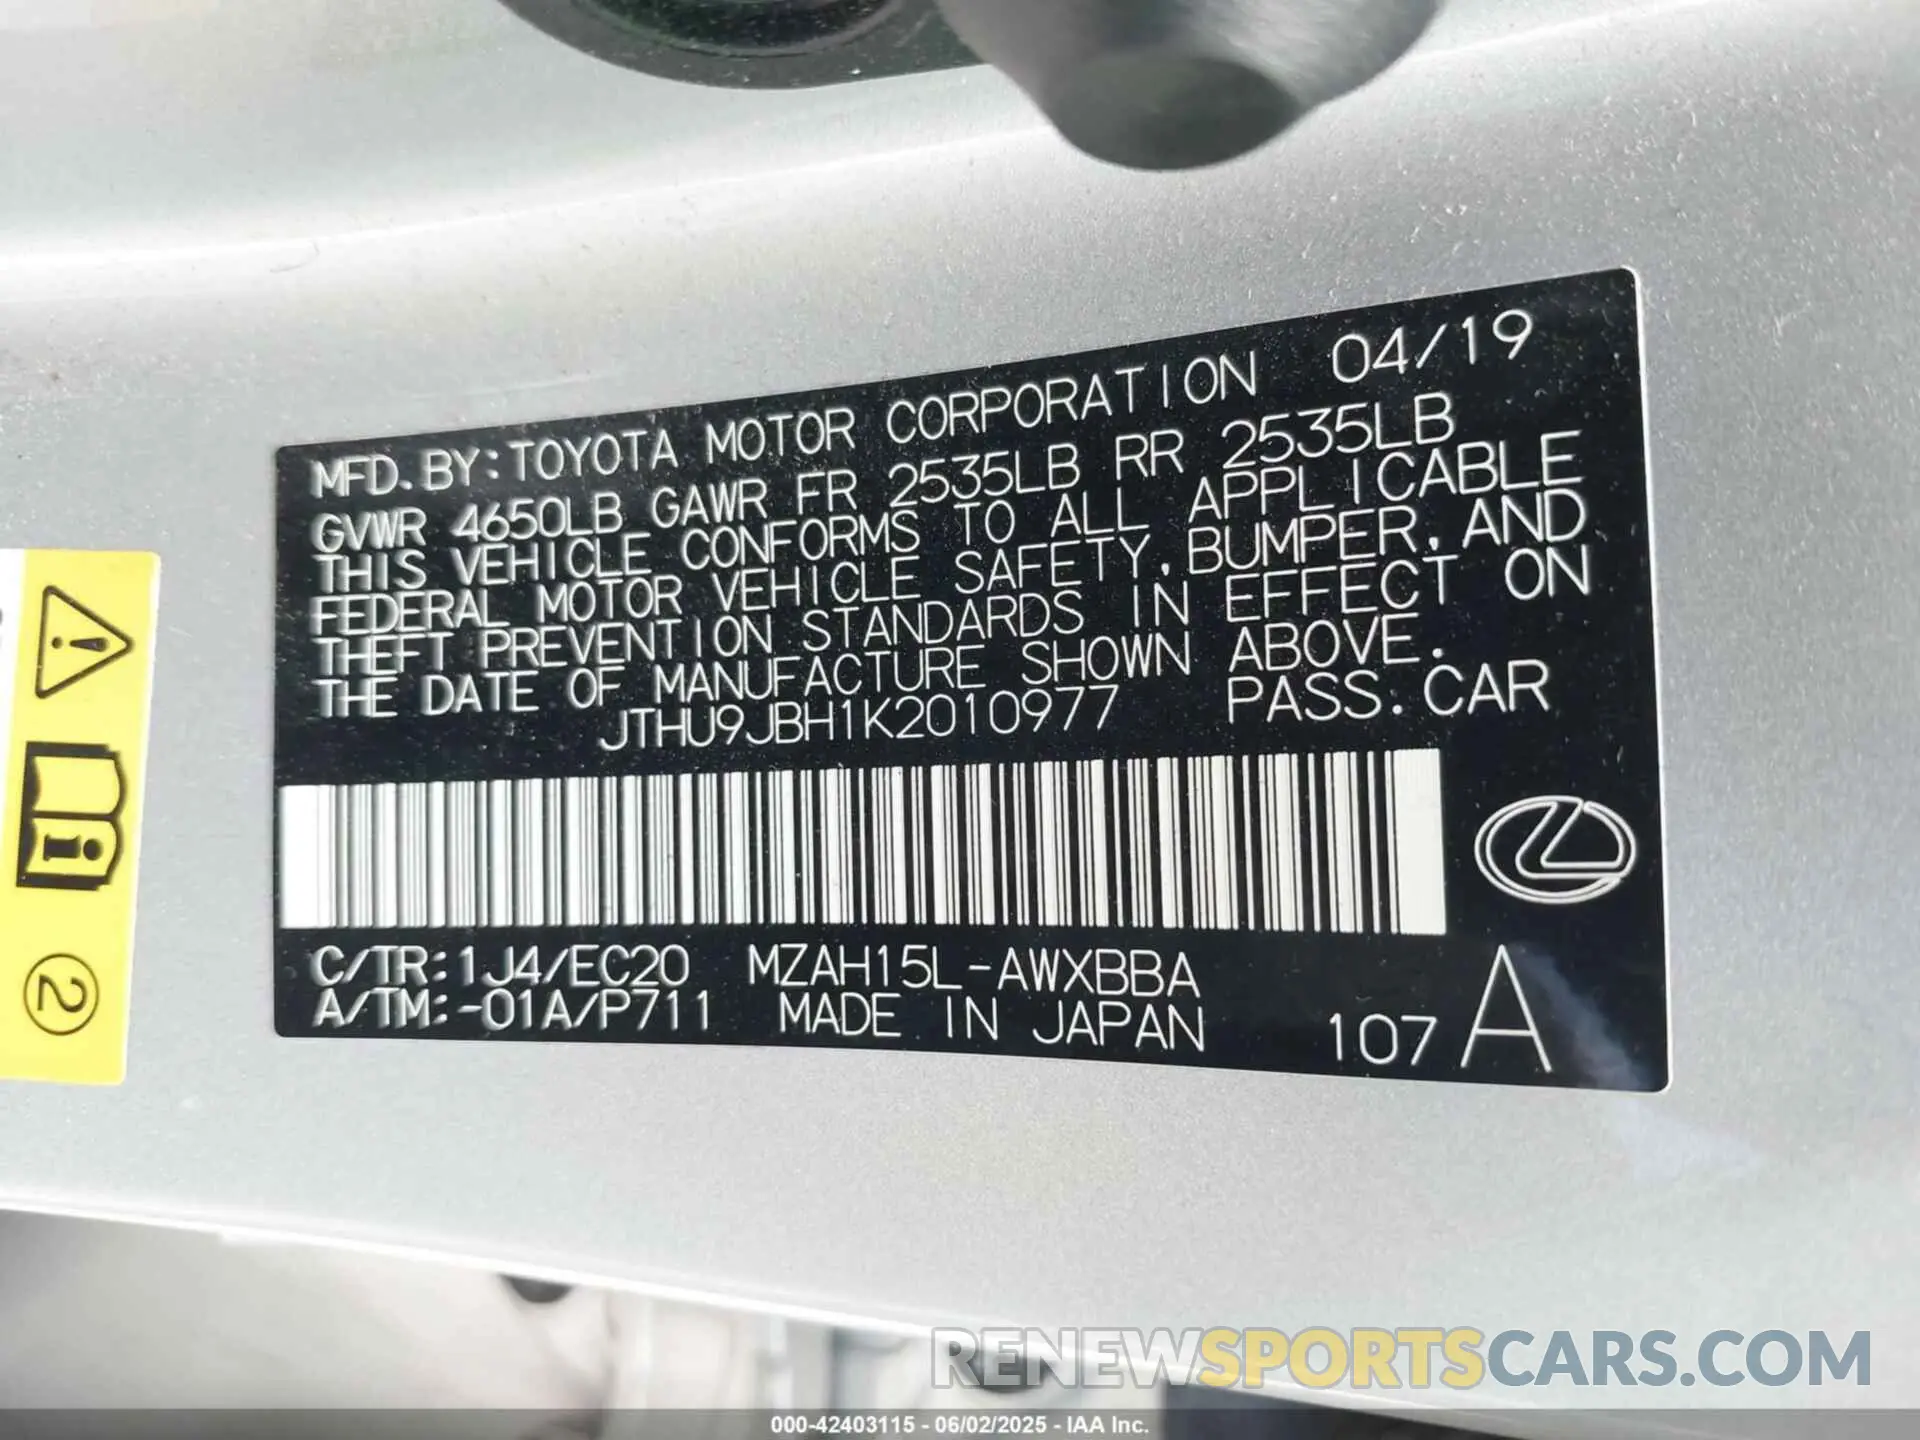 MFD.BY:TOYOTA MOTOR CORPORATION 04/19
GVWR 4650LB GAWR FR 2535LB RR 2535LB
THIS VEHICLE CONFORMS TO ALL APPLICABLE
FEDERAL MOTOR VEHICLE SAFETY,BUMPER,AND
THEFT PREVENTION STANDARDS IN EFFECT ON
THE DATE OF MANUFACTURE SHOWN ABOVE.
JTHU9JBH1K2010977 PASS.CAR
C/TR:1J4/EC20 MZAH15L-AWXBBA
A/TM:-01A/P711 MADE IN JAPAN 107 A
2
RENEWSPORTSCARS.COM
000-42403115 - 06/02/2025 - IAA Inc.